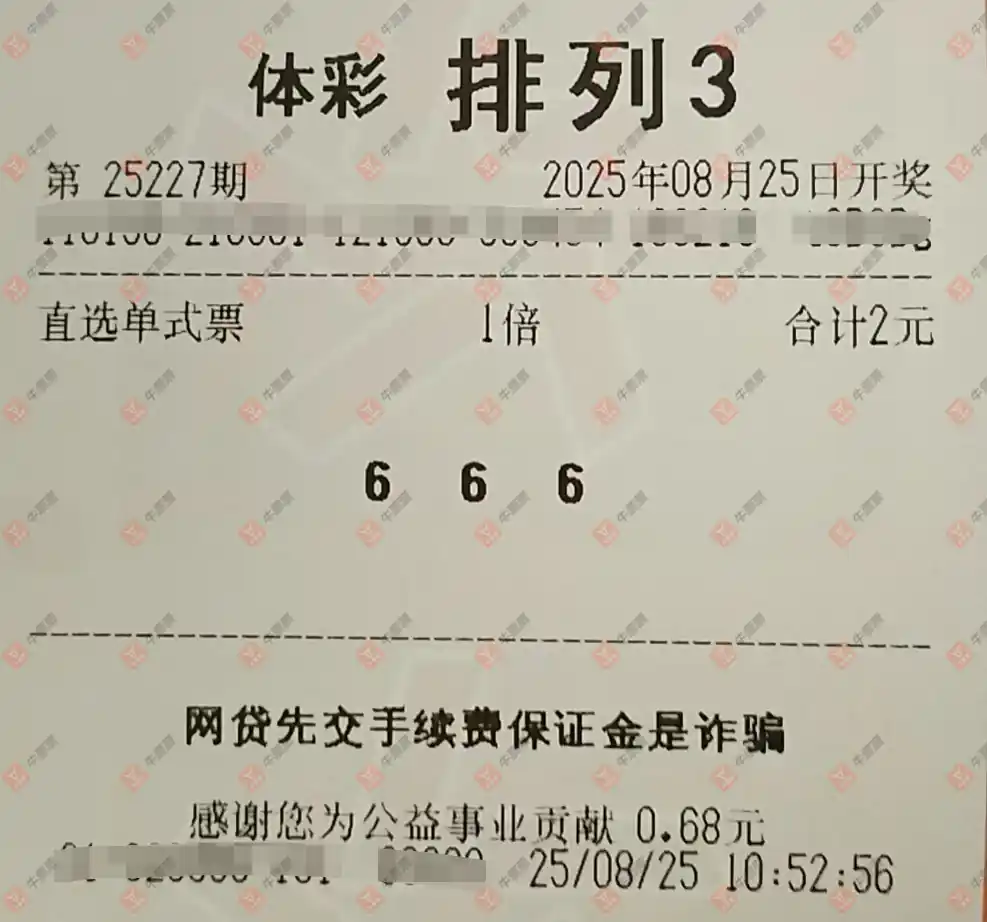 体彩 排列3
第 25227期 2025年08月25日开奖
直选单式票 1倍 合计2元
6 6 6
网贷先交手续费保证金是诈骗
感谢您为公益事业贡献 0.68元
25/08/25 10:52:56